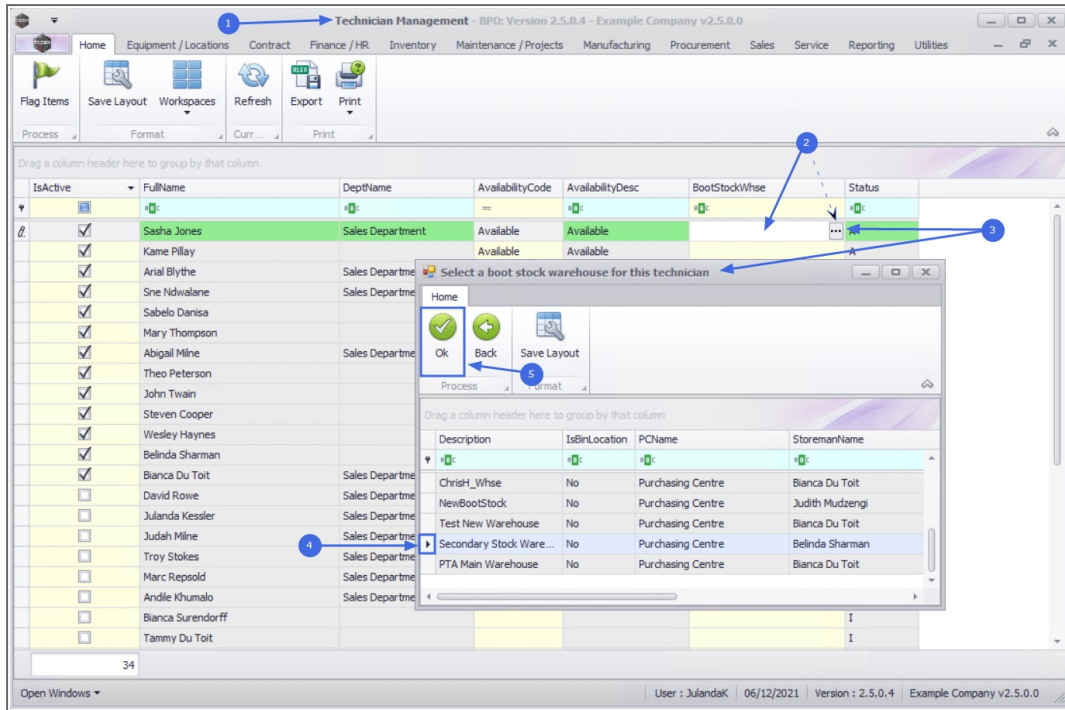 1
Technician Management - BPO: Version 2.5.0.4 - Example Company v2.5.0.0
Home Equipment / Locations Contract Finance / HR Inventory Maintenance / Projects Manufacturing Procurement Sales Service Reporting Utilities
Flag Items Save Layout Workspaces Refresh Export Print
Process Format Curr... Print
2
Drag a column header here to group by that column
IsActive FullName DeptName AvailabilityCode AvailabilityDesc BootStockWhse Status
Sasha Jones Sales Department Available Available ... A
3
Kame Pillay Available Available A
Arial Blythe Sales Departme
Select a boot stock warehouse for this technician
Sne Ndwalane Sales Departme
Home
Sabelo Danisa
Mary Thompson
Abigail Milne Sales Departme
Ok Back Save Layout
Theo Peterson
5
Process Format
John Twain
Steven Cooper
Drag a column header here to group by that column
Wesley Haynes
Belinda Sharman
Description IsBinLocation PCName StoremanName
Bianca Du Toit Sales Departme
ChrisH_Whse No Purchasing Centre Bianca Du Toit
David Rowe Sales Departme
NewBootStock No Purchasing Centre Judith Mudzengi
Julanda Kessler Sales Departme
Test New Warehouse No Purchasing Centre Bianca Du Toit
Judah Milne Sales Departme
4
Secondary Stock Ware... No Purchasing Centre Belinda Sharman
Troy Stokes Sales Departme
PTA Main Warehouse No Purchasing Centre Bianca Du Toit
Marc Repsold Sales Departme
Andile Khumalo Sales Departme
Bianca Surendorff I
Tammy Du Toit I
34
Open Windows User : JulandaK 06/12/2021 Version : 2.5.0.4 Example Company v2.5.0.0